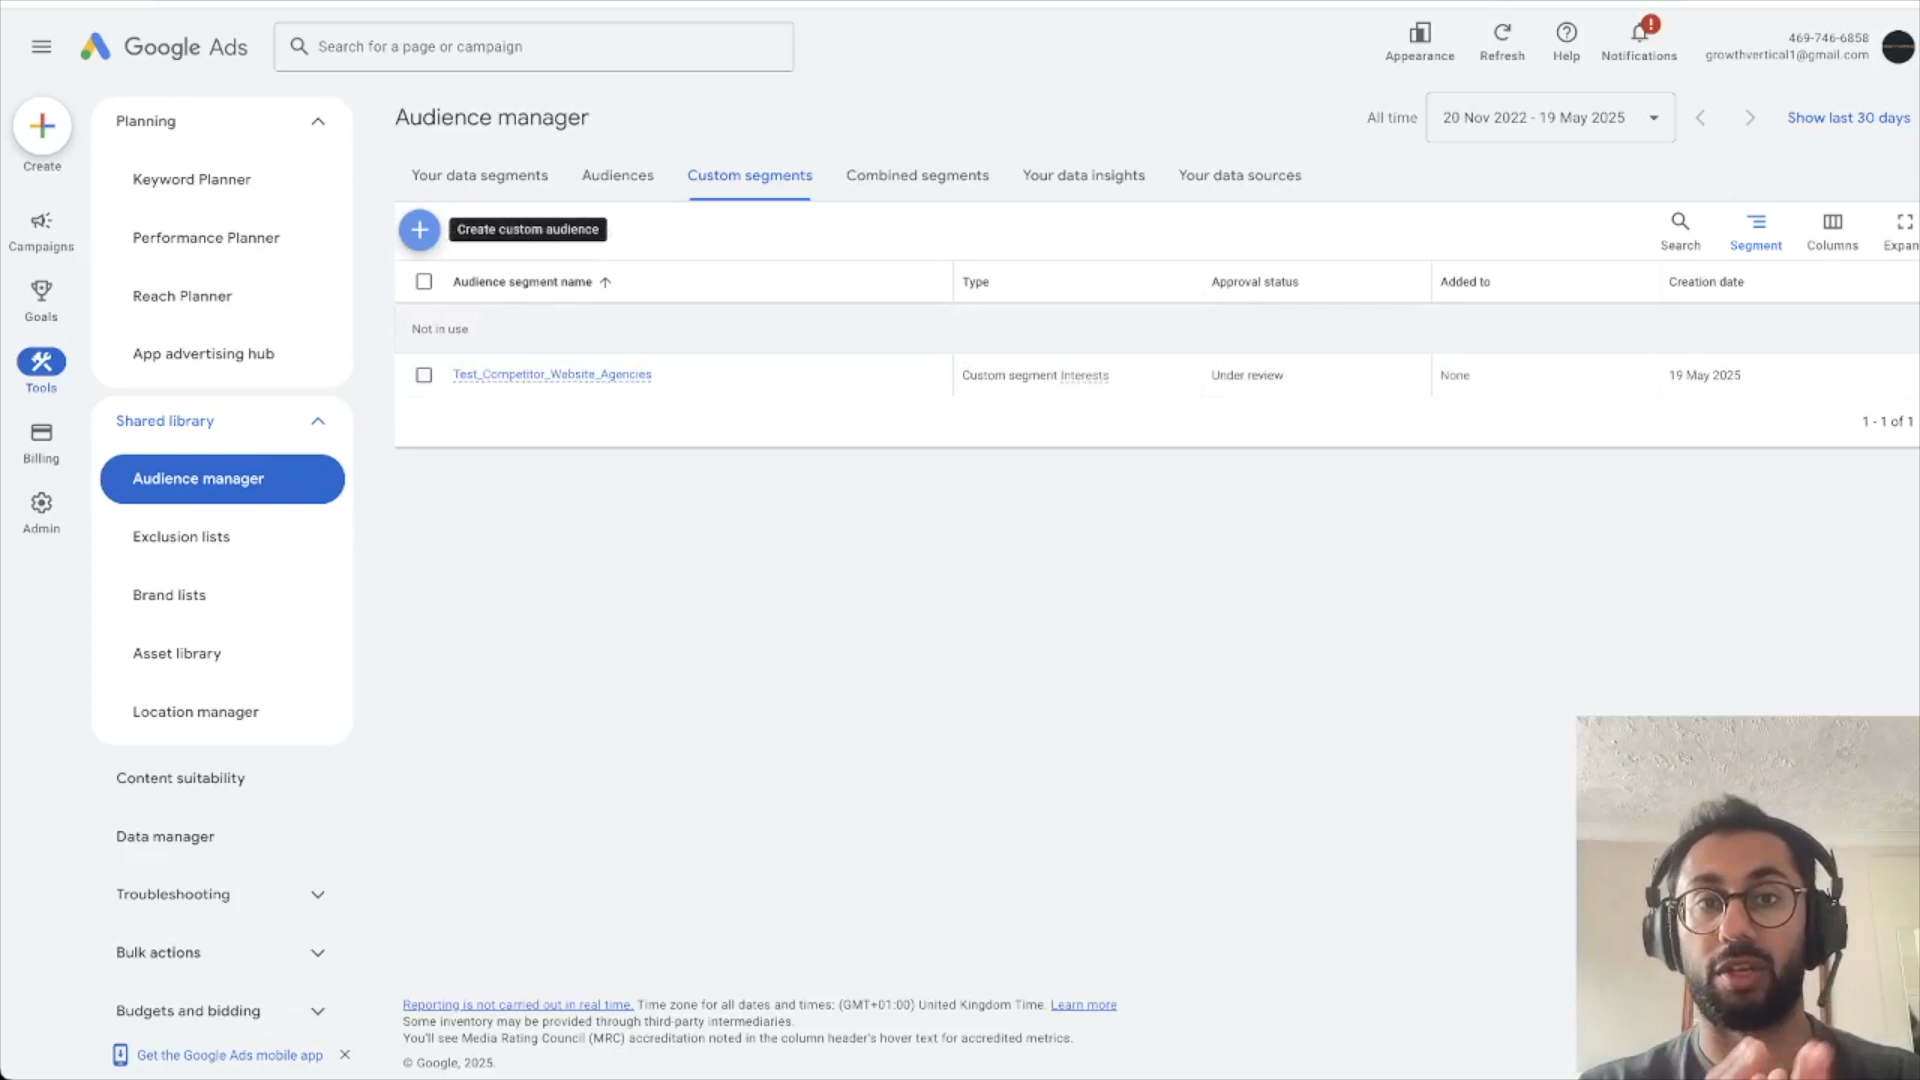 Google Ads
Search for a page or campaign
Appearance
Refresh
Help
!
Notifications
469-746-6858
growthvertical1@gmail.com
Create
Campaigns
Goals
Tools
Billing
Admin
Planning
Keyword Planner
Performance Planner
Reach Planner
App advertising hub
Shared library
Audience manager
Exclusion lists
Brand lists
Asset library
Location manager
Content suitability
Data manager
Troubleshooting
Bulk actions
Budgets and bidding
Get the Google Ads mobile app
Audience manager
All time
20 Nov 2022 - 19 May 2025
Show last 30 days
Your data segments
Audiences
Custom segments
Combined segments
Your data insights
Your data sources
Create custom audience
Search
Segment
Columns
Expan
Audience segment name
Type
Approval status
Added to
Creation date
Not in use
Test_Competitor_Website_Agencies
Custom segment Interests
Under review
None
19 May 2025
1 - 1 of 1
Reporting is not carried out in real time. Time zone for all dates and times: (GMT+01:00) United Kingdom Time. Learn more
Some inventory may be provided through third-party intermediaries.
You'll see Media Rating Council (MRC) accreditation noted in the column header's hover text for accredited metrics.
© Google, 2025.